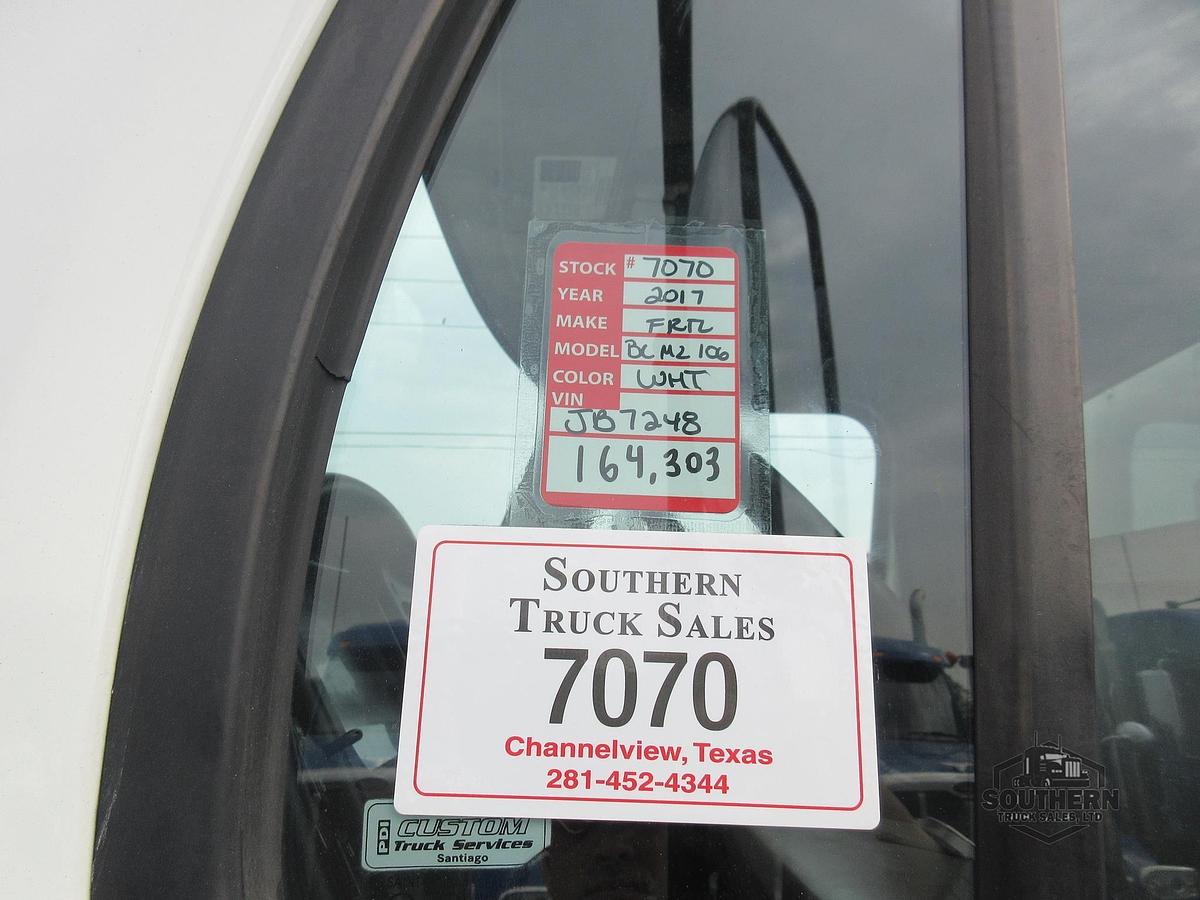 STOCK # 7070
YEAR 2017
MAKE FRTL
MODEL BC M2 106
COLOR WHT
VIN
JB7248
164,303
SOUTHERN
TRUCK SALES
7070
Channelview, Texas
281-452-4344
PDI CUSTOM
Truck Services
Santiago
SOUTHERN
TRUCK SALES, LTD